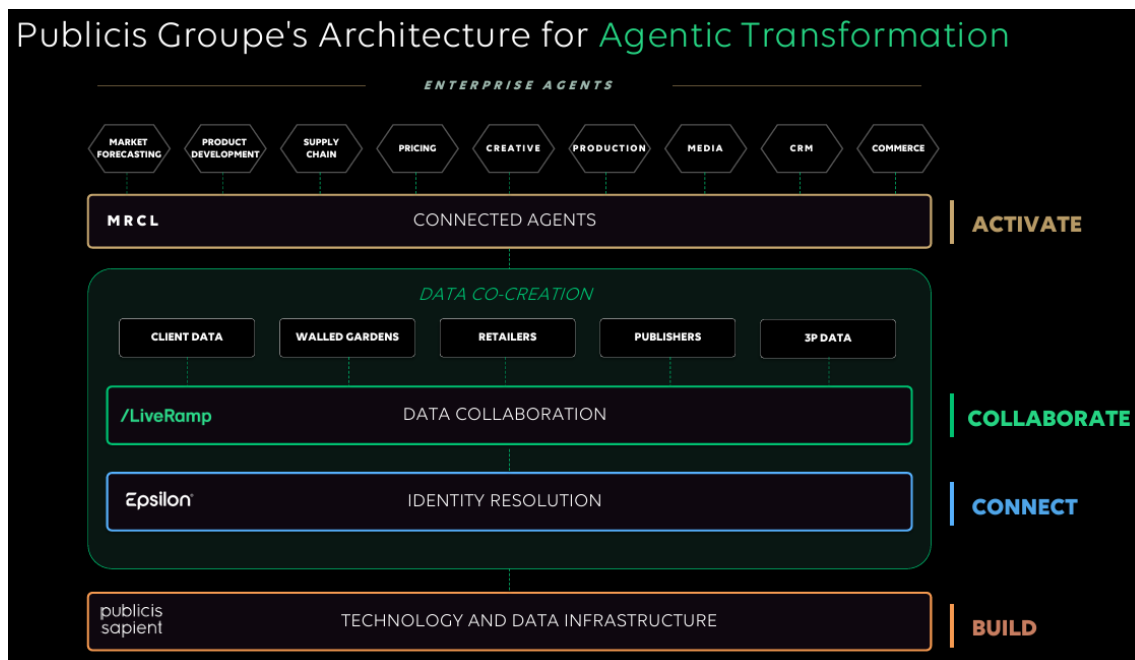 Publicis Groupe's Architecture for Agentic Transformation
ENTERPRISE AGENTS
MARKET FORECASTING
PRODUCT DEVELOPMENT
SUPPLY CHAIN
PRICING
CREATIVE
PRODUCTION
MEDIA
CRM
COMMERCE
MRCL
CONNECTED AGENTS
ACTIVATE
DATA CO-CREATION
CLIENT DATA
WALLED GARDENS
RETAILERS
PUBLISHERS
3P DATA
/LiveRamp
DATA COLLABORATION
COLLABORATE
Epsilon®
IDENTITY RESOLUTION
CONNECT
publicis
sapient
TECHNOLOGY AND DATA INFRASTRUCTURE
BUILD